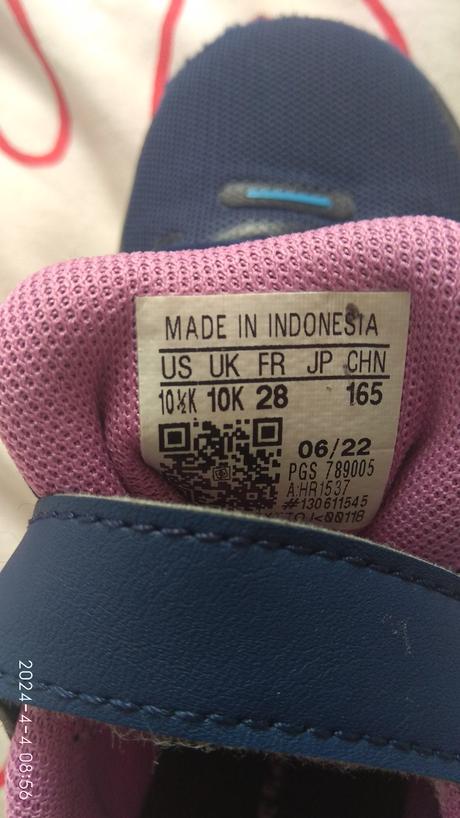 MADE IN INDONESIA
US UK FR JP CHN
10½K 10K 28 165
06/22
PGS 789005
A:HR1537
#130611545
2024-4-4 08:56